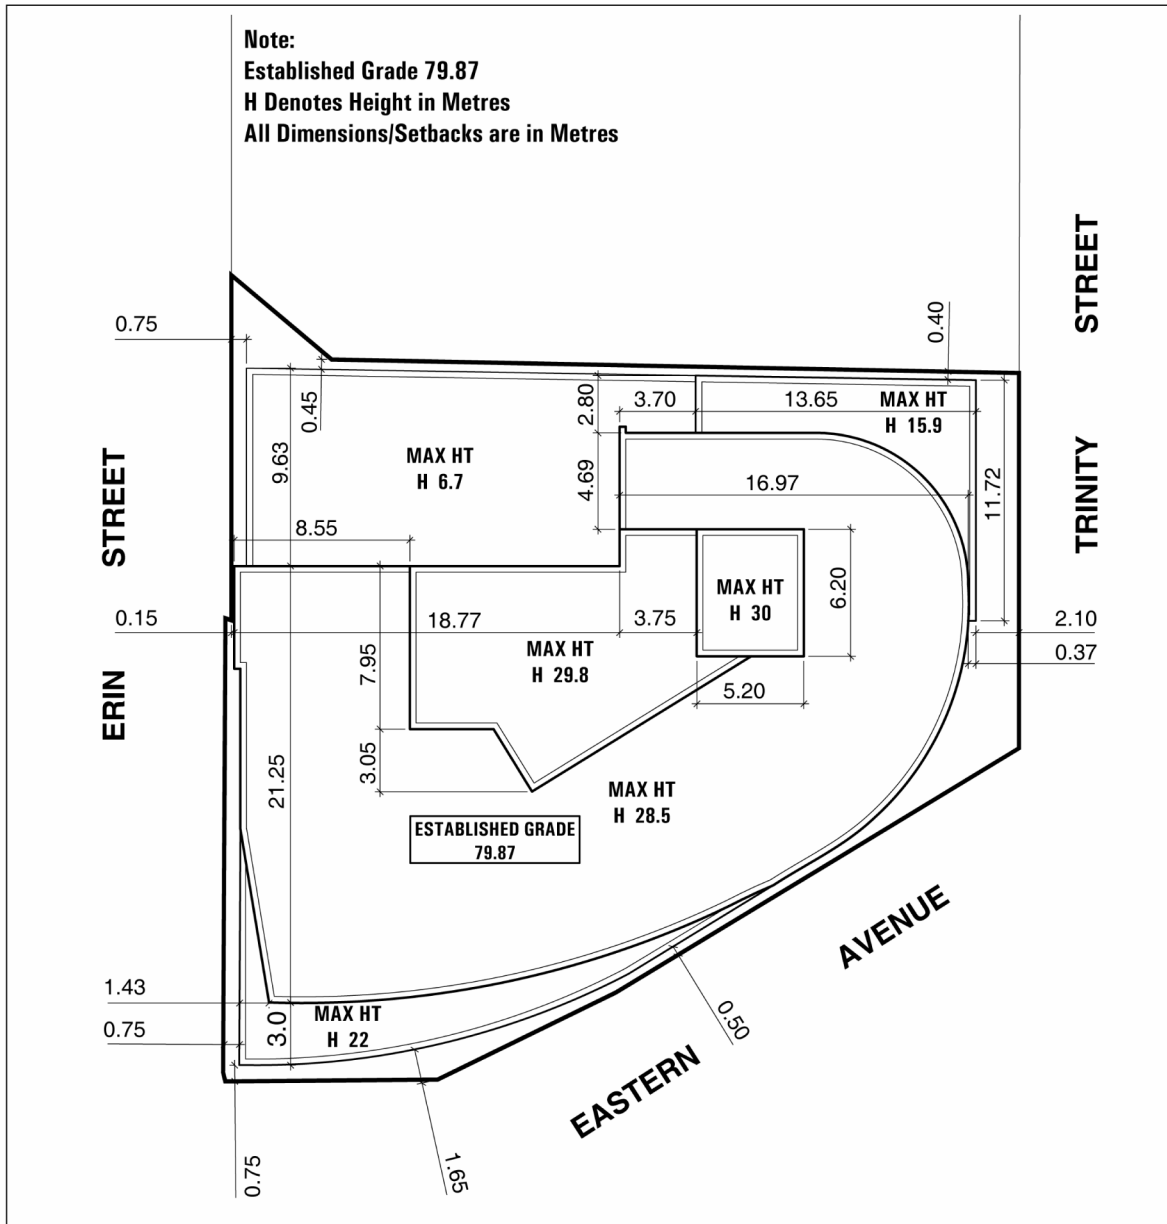 Note:
Established Grade 79.87
H Denotes Height in Metres
All Dimensions/Setbacks are in Metres
STREET
0.75
0.40
0.45
2.80
3.70
13.65
MAX HT
H 15.9
9.63
MAX HT
H 6.7
4.69
16.97
11.72
STREET
TRINITY
8.55
MAX HT
H 30
6.20
0.15
18.77
3.75
2.10
0.37
MAX HT
H 29.8
7.95
5.20
ERIN
3.05
21.25
MAX HT
H 28.5
ESTABLISHED GRADE
79.87
AVENUE
1.43
0.75
3.0
MAX HT
H 22
0.50
EASTERN
0.75
1.65